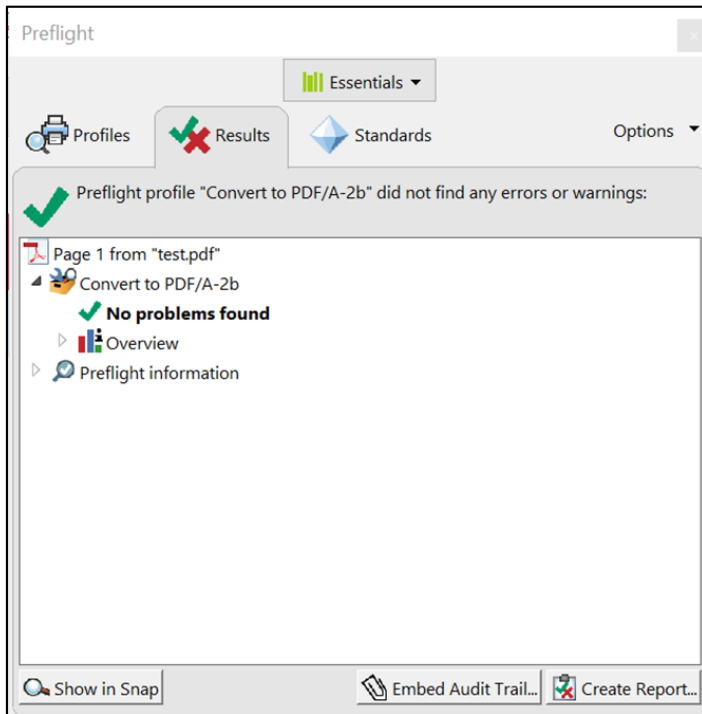 Preflight
Essentials
Profiles
Results
Standards
Options
Preflight profile "Convert to PDF/A-2b" did not find any errors or warnings:
Page 1 from "test.pdf"
Convert to PDF/A-2b
No problems found
Overview
Preflight information
Show in Snap
Embed Audit Trail...
Create Report...